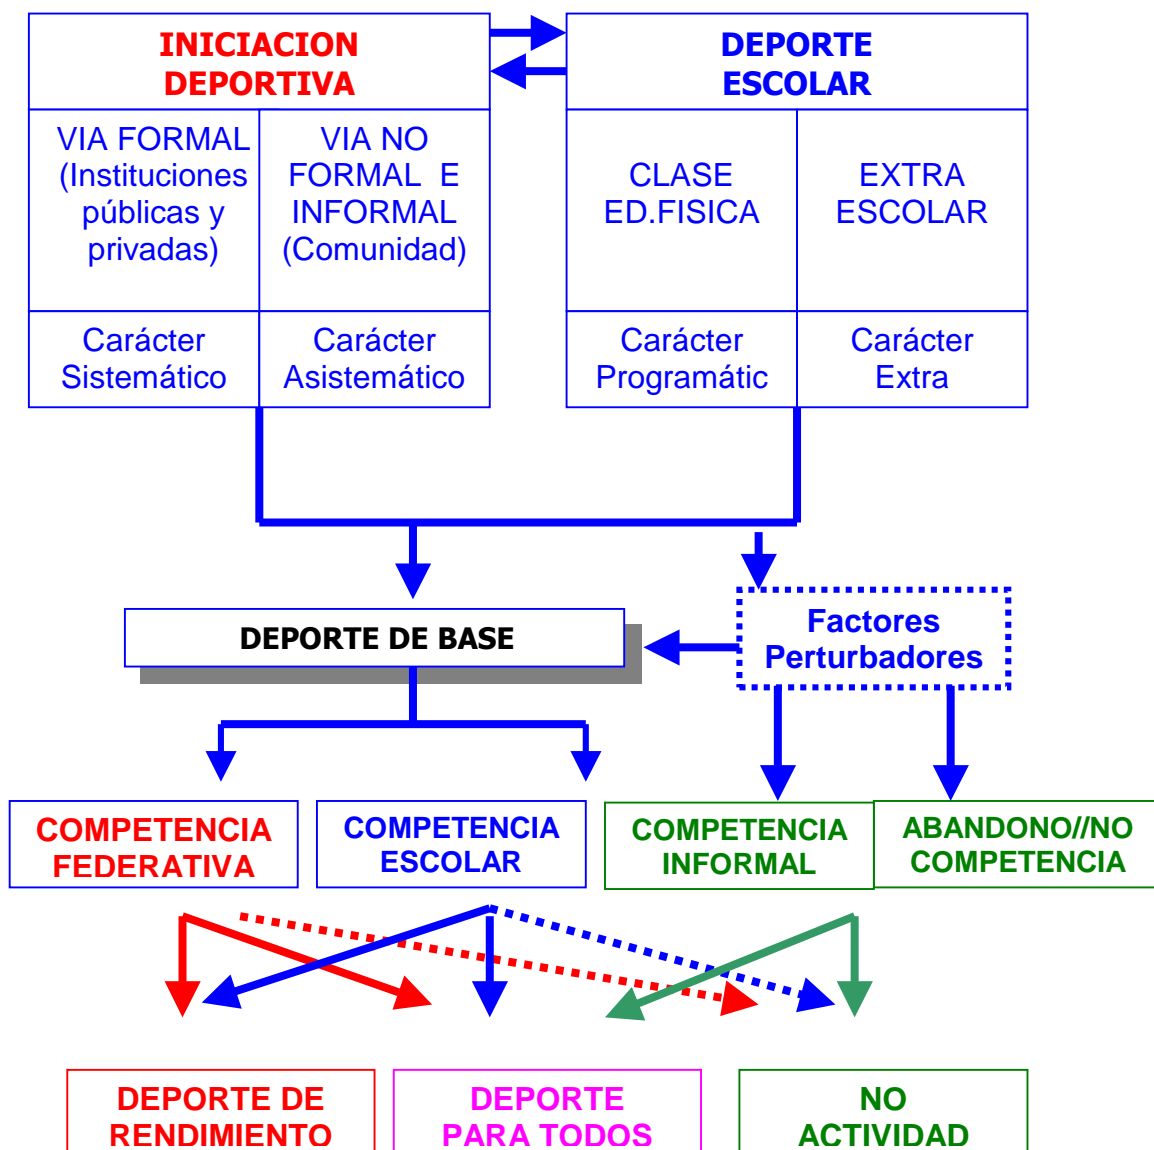 INICIACION
DEPORTIVA
DEPORTE
ESCOLAR
VIA FORMAL
(Instituciones
públicas y
privadas)
VIA NO
FORMAL E
INFORMAL
(Comunidad)
CLASE
ED.FISICA
EXTRA
ESCOLAR
Carácter
Sistemático
Carácter
Asistemático
Carácter
Programátic
Carácter
Extra
DEPORTE DE BASE
Factores
Perturbadores
COMPETENCIA
FEDERATIVA
COMPETENCIA
ESCOLAR
COMPETENCIA
INFORMAL
ABANDONO//NO
COMPETENCIA
DEPORTE DE
RENDIMIENTO
DEPORTE
PARA TODOS
NO
ACTIVIDAD